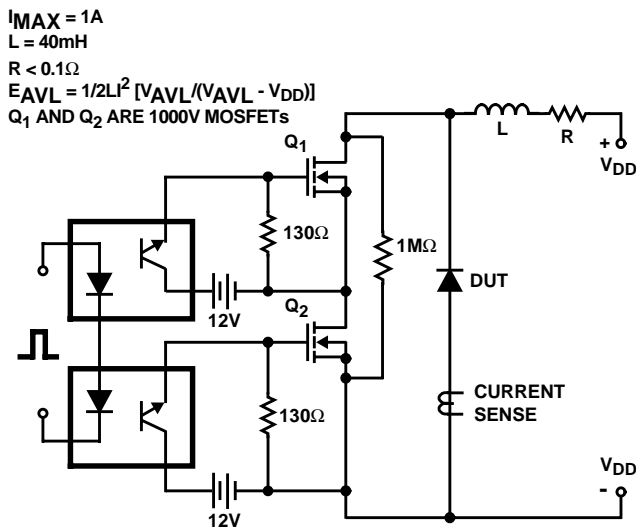 IMAX = 1A
L = 40mH
R < 0.1Ω
EAVL = 1/2LI² [VAVL/(VAVL - VDD)]
Q1 AND Q2 ARE 1000V MOSFETs
Q1
L
R
+
VDD
130Ω
1MΩ
DUT
12V
Q2
CURRENT
SENSE
130Ω
VDD
-
12V